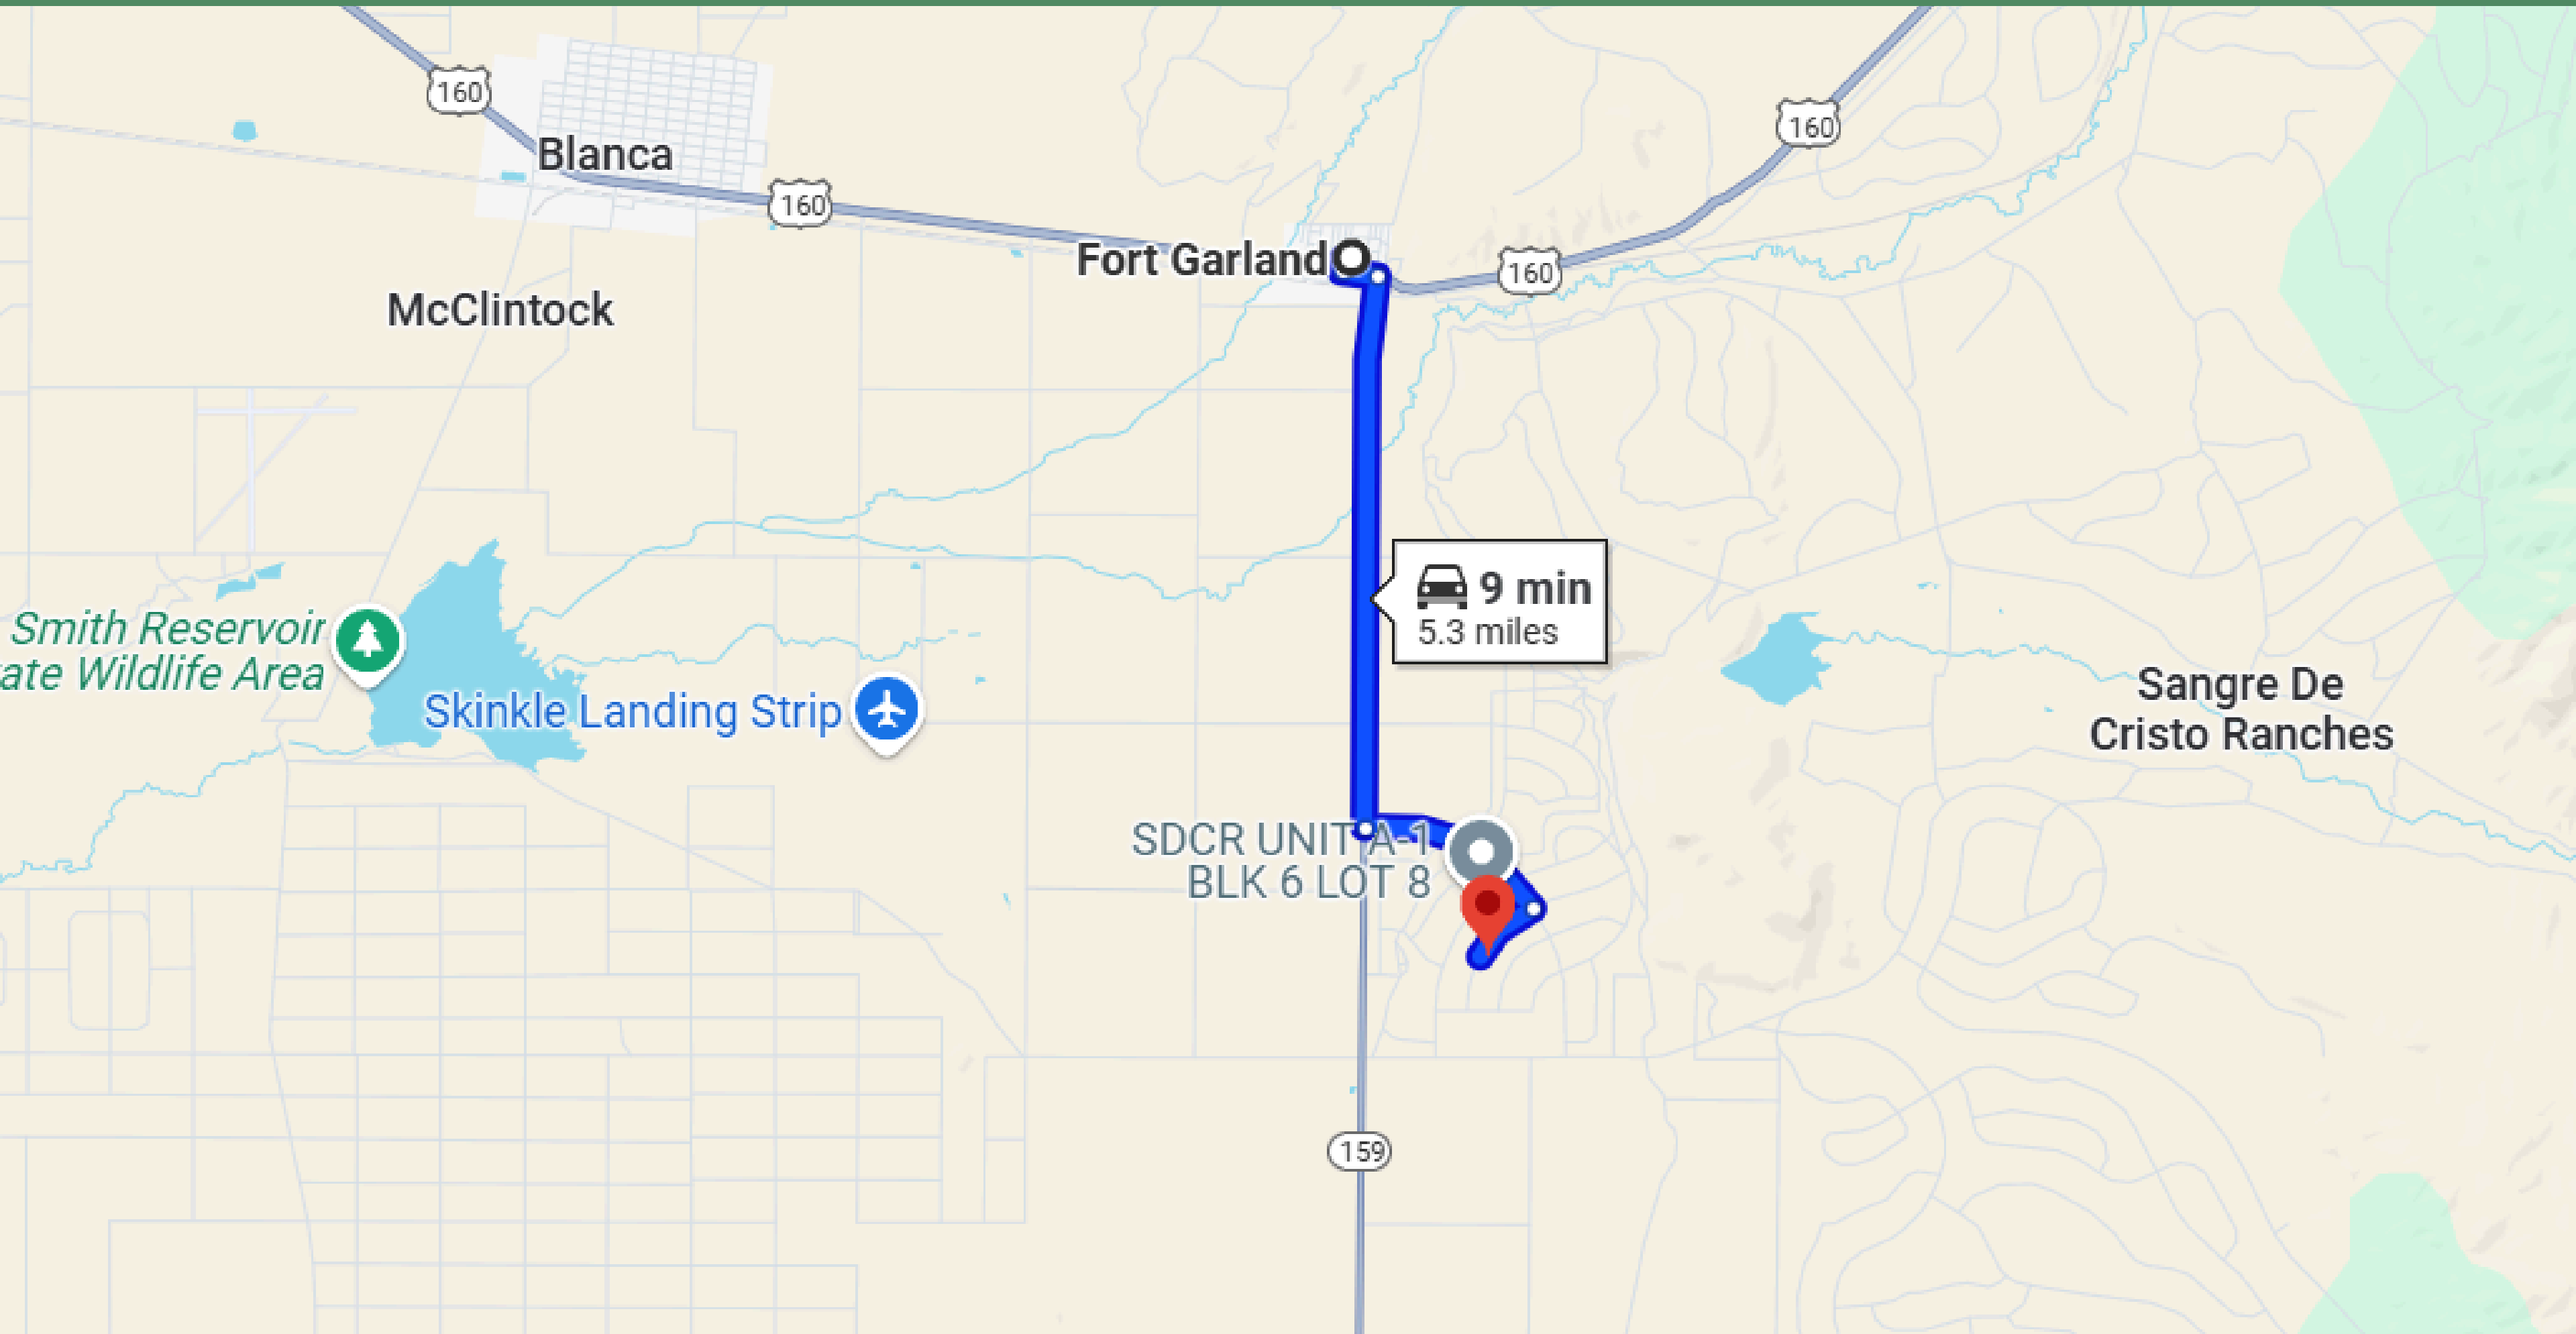 160
Blanca
160
160
Fort Garland
160
McClintock
9 min
5.3 miles
Smith Reservoir
ate Wildlife Area
Skinkle Landing Strip
Sangre De
Cristo Ranches
SDCR UNIT A-1
BLK 6 LOT 8
159